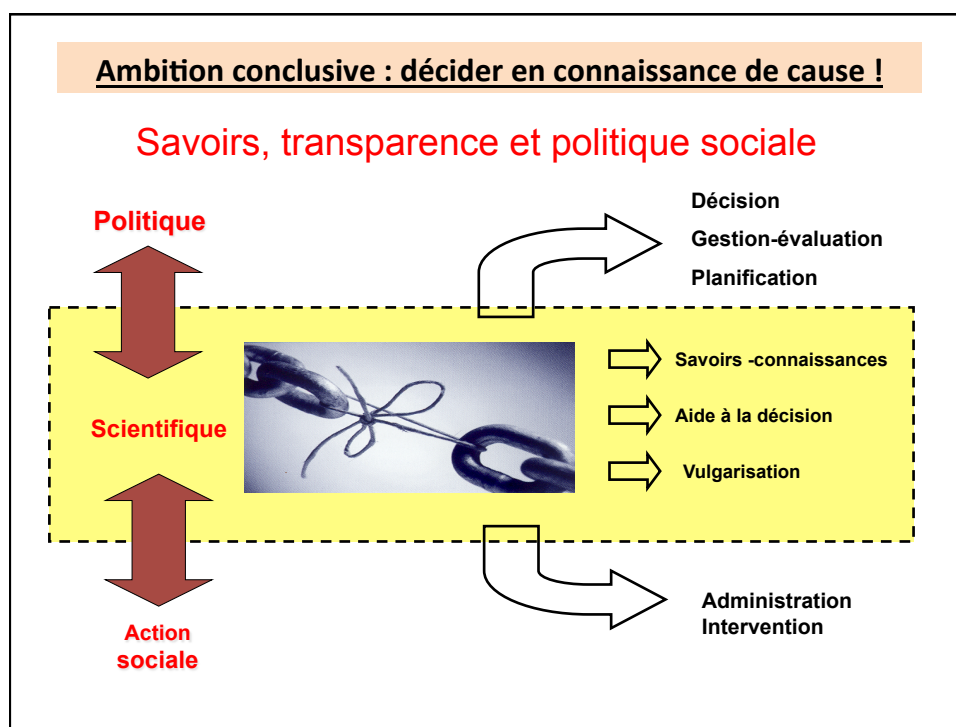 Ambition conclusive : décider en connaissance de cause !
Savoirs, transparence et politique sociale
Politique
Décision
Gestion-évaluation
Planification
Scientifique
Savoirs -connaissances
Aide à la décision
Vulgarisation
Action
sociale
Administration
Intervention